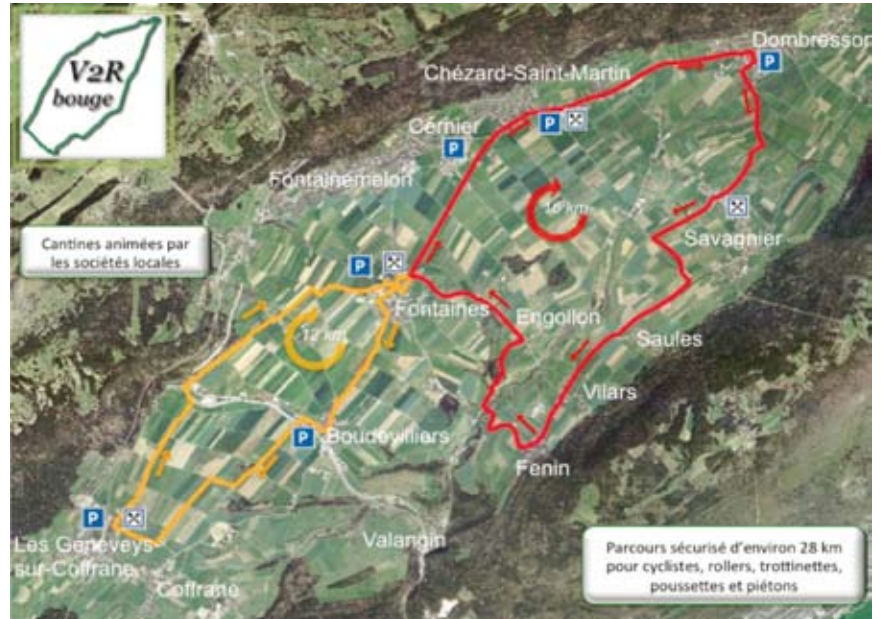 V2R
bouge
Dombresson
P
Chézard-Saint-Martin
P
Cernier
P
Fontainemelon
16 km
Cantines animées par
les sociétés locales
Savagnier
P
Fontaines
Engollon
12 km
Saules
Vilars
Boudevilliers
P
Fenin
P
Les Geneveys-
sur-Coffrane
Valangin
Coffrane
Parcours sécurisé d'environ 28 km
pour cyclistes, rollers, trottinettes,
poussettes et piétons